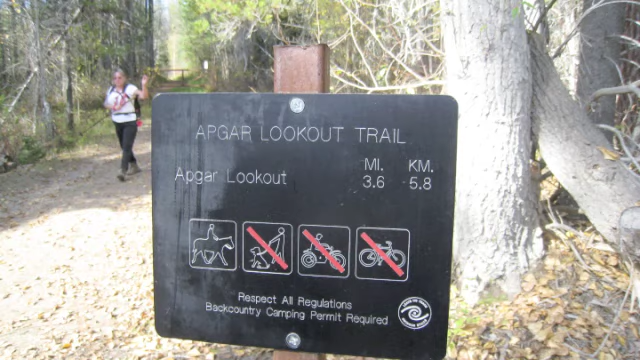 APGAR LOOKOUT TRAIL
MI. KM.
Apgar Lookout 3.6 5.8
Respect All Regulations
Backcountry Camping Permit Required